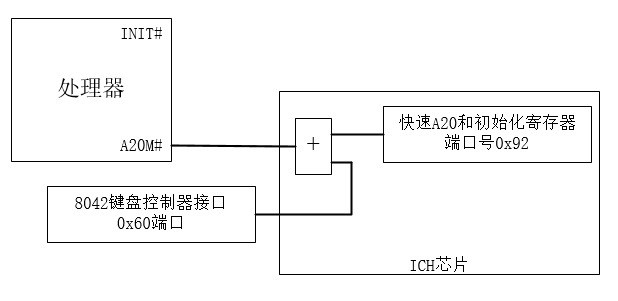 INIT#
处理器
A20M#
+
快速A20和初始化寄存器
端口号0x92
8042键盘控制器接口
0x60端口
ICH芯片